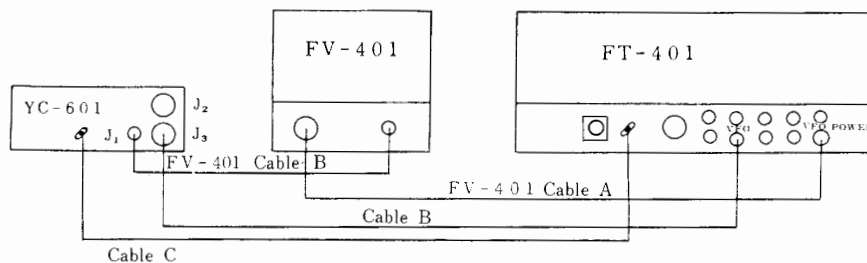 FV-401
FT-401
YC-601
J₂
J₁
J₃
VFO
VFO POWER
FV-401 Cable B
FV-401 Cable A
Cable B
Cable C